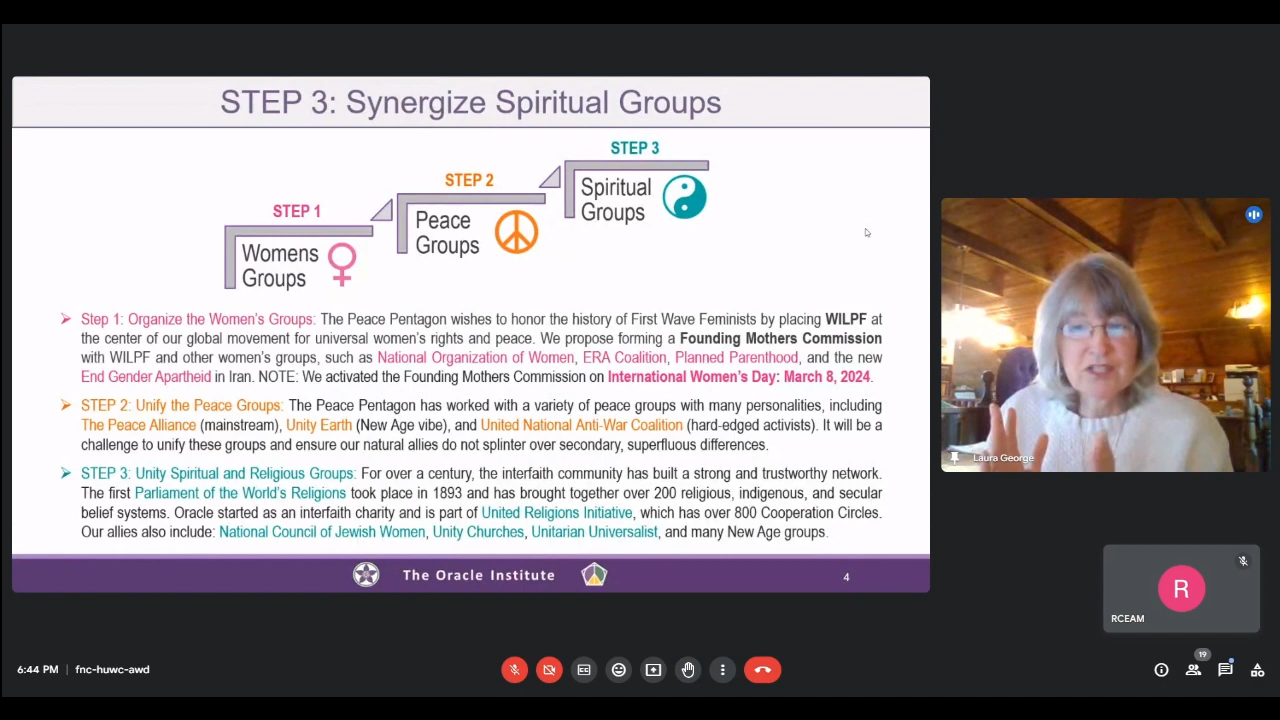 STEP 3: Synergize Spiritual Groups
STEP 3
Spiritual
Groups
STEP 2
Peace
Groups
STEP 1
Womens
Groups
Step 1: Organize the Women's Groups: The Peace Pentagon wishes to honor the history of First Wave Feminists by placing WILPF at
the center of our global movement for universal women's rights and peace. We propose forming a Founding Mothers Commission
with WILPF and other women's groups, such as National Organization of Women, ERA Coalition, Planned Parenthood, and the new
End Gender Apartheid in Iran. NOTE: We activated the Founding Mothers Commission on International Women's Day: March 8, 2024.
STEP 2: Unify the Peace Groups: The Peace Pentagon has worked with a variety of peace groups with many personalities, including
The Peace Alliance (mainstream), Unity Earth (New Age vibe), and United National Anti-War Coalition (hard-edged activists). It will be a
challenge to unify these groups and ensure our natural allies do not splinter over secondary, superfluous differences.
STEP 3: Unity Spiritual and Religious Groups: For over a century, the interfaith community has built a strong and trustworthy network.
The first Parliament of the World's Religions took place in 1893 and has brought together over 200 religious, indigenous, and secular
belief systems. Oracle started as an interfaith charity and is part of United Religions Initiative, which has over 800 Cooperation Circles.
Our allies also include: National Council of Jewish Women, Unity Churches, Unitarian Universalist, and many New Age groups.
The Oracle Institute
4
Laura George
R
RCEAM
6:44 PM | fnc-huwc-awd
19